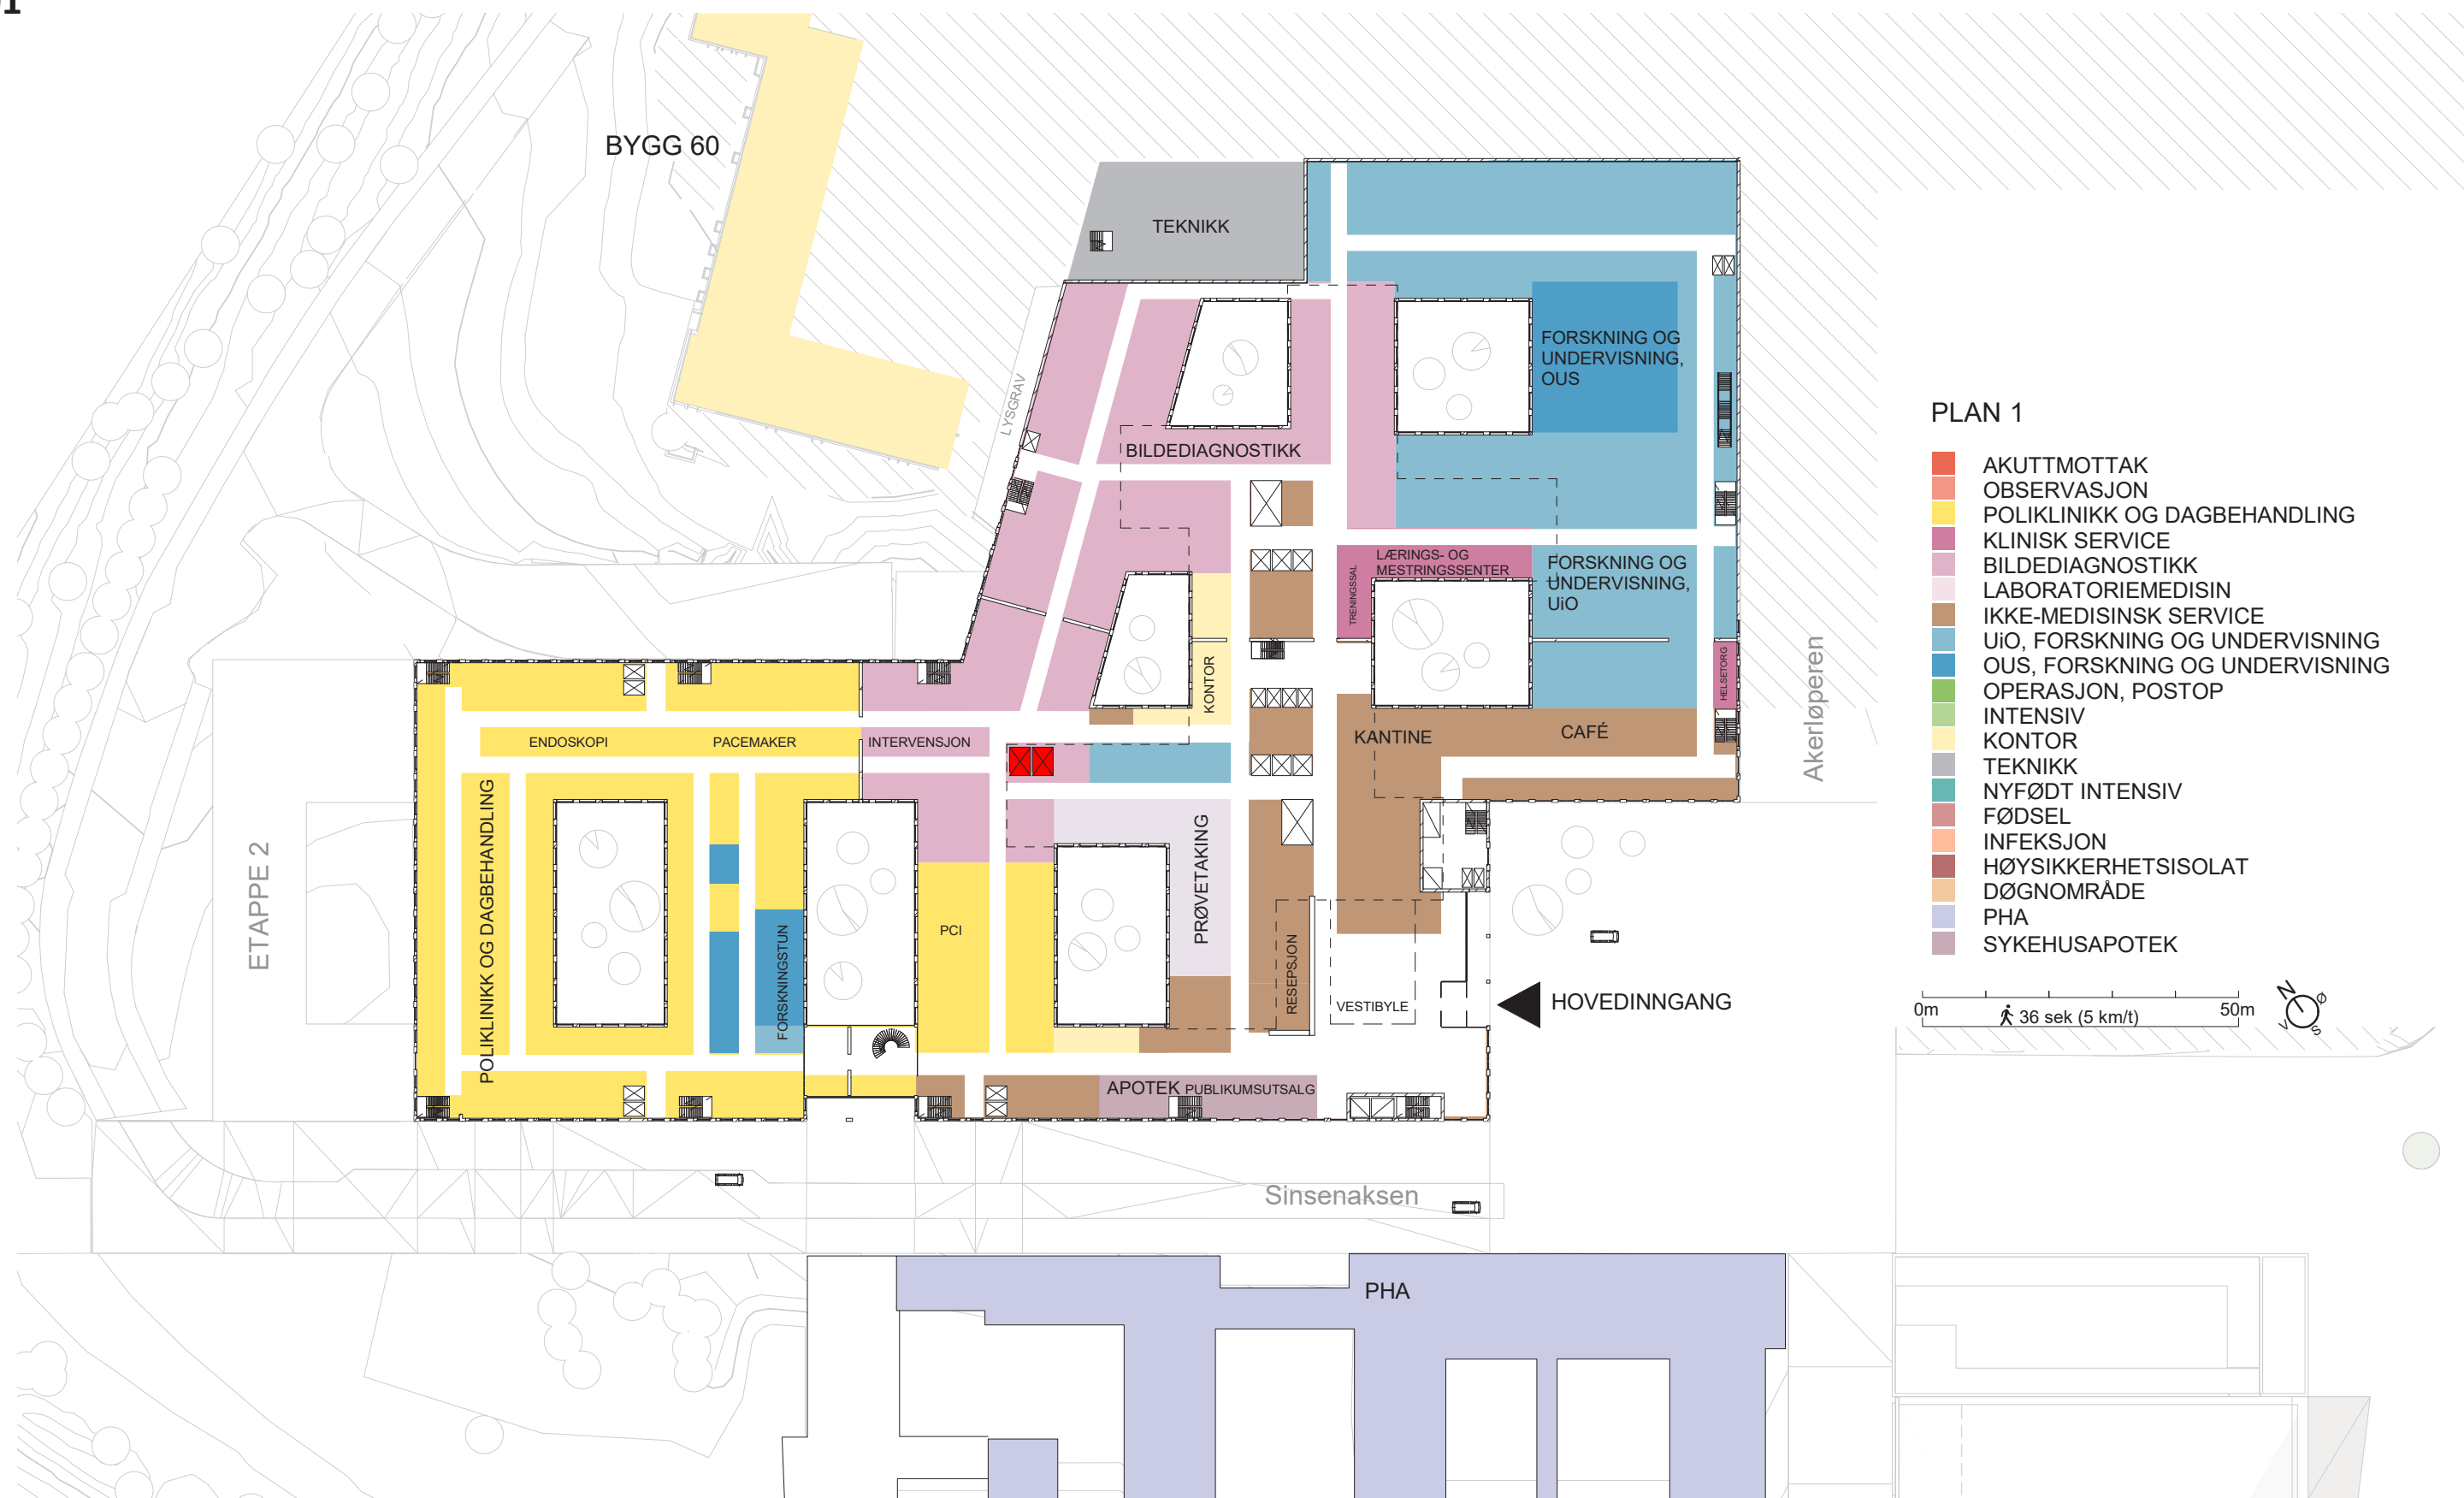 BYGG 60
TEKNIKK
FORSKNING OG
UNDERVISNING,
OUS
LYSGRAV
BILDEDIAGNOSTIKK
LÆRINGS- OG
MESTRINGSSENTER
TRENINGSSAL
FORSKNING OG
UNDERVISNING,
UiO
KONTOR
HELSETORG
Akerløperen
ENDOSKOPI
PACEMAKER
INTERVENSJON
KANTINE
CAFÉ
ETAPPE 2
POLIKLINIKK OG DAGBEHANDLING
FORSKNINGSTUN
PCI
PRØVETAKING
RESEPSJON
VESTIBYLE
HOVEDINNGANG
APOTEK PUBLIKUMSUTSALG
Sinsenaksen
PHA
PLAN 1
AKUTTMOTTAK
OBSERVASJON
POLIKLINIKK OG DAGBEHANDLING
KLINISK SERVICE
BILDEDIAGNOSTIKK
LABORATORIEMEDISIN
IKKE-MEDISINSK SERVICE
UiO, FORSKNING OG UNDERVISNING
OUS, FORSKNING OG UNDERVISNING
OPERASJON, POSTOP
INTENSIV
KONTOR
TEKNIKK
NYFØDT INTENSIV
FØDSEL
INFEKSJON
HØYSIKKERHETSISOLAT
DØGNOMRÅDE
PHA
SYKEHUSAPOTEK
0m
36 sek (5 km/t)
50m
N
Ø
V
S